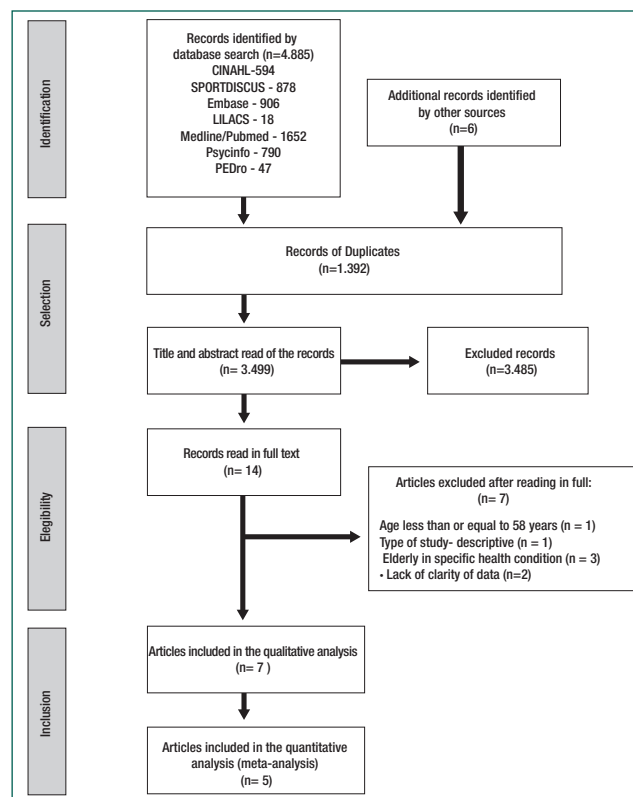 Identification
Records identified by
database search (n=4.885)
CINAHL-594
SPORTDISCUS - 878
Embase - 906
LILACS - 18
Medline/Pubmed - 1652
Psycinfo - 790
PEDro - 47
Additional records identified
by other sources
(n=6)
Selection
Records of Duplicates
(n=1.392)
Title and abstract read of the records
(n= 3.499)
Excluded records
(n=3.485)
Elegibility
Records read in full text
(n= 14)
Articles excluded after reading in full:
(n= 7)
Age less than or equal to 58 years (n = 1)
Type of study- descriptive (n = 1)
Elderly in specific health condition (n = 3)
• Lack of clarity of data (n=2)
Inclusion
Articles included in the qualitative analysis
(n= 7 )
Articles included in the quantitative
analysis (meta-analysis)
(n= 5)